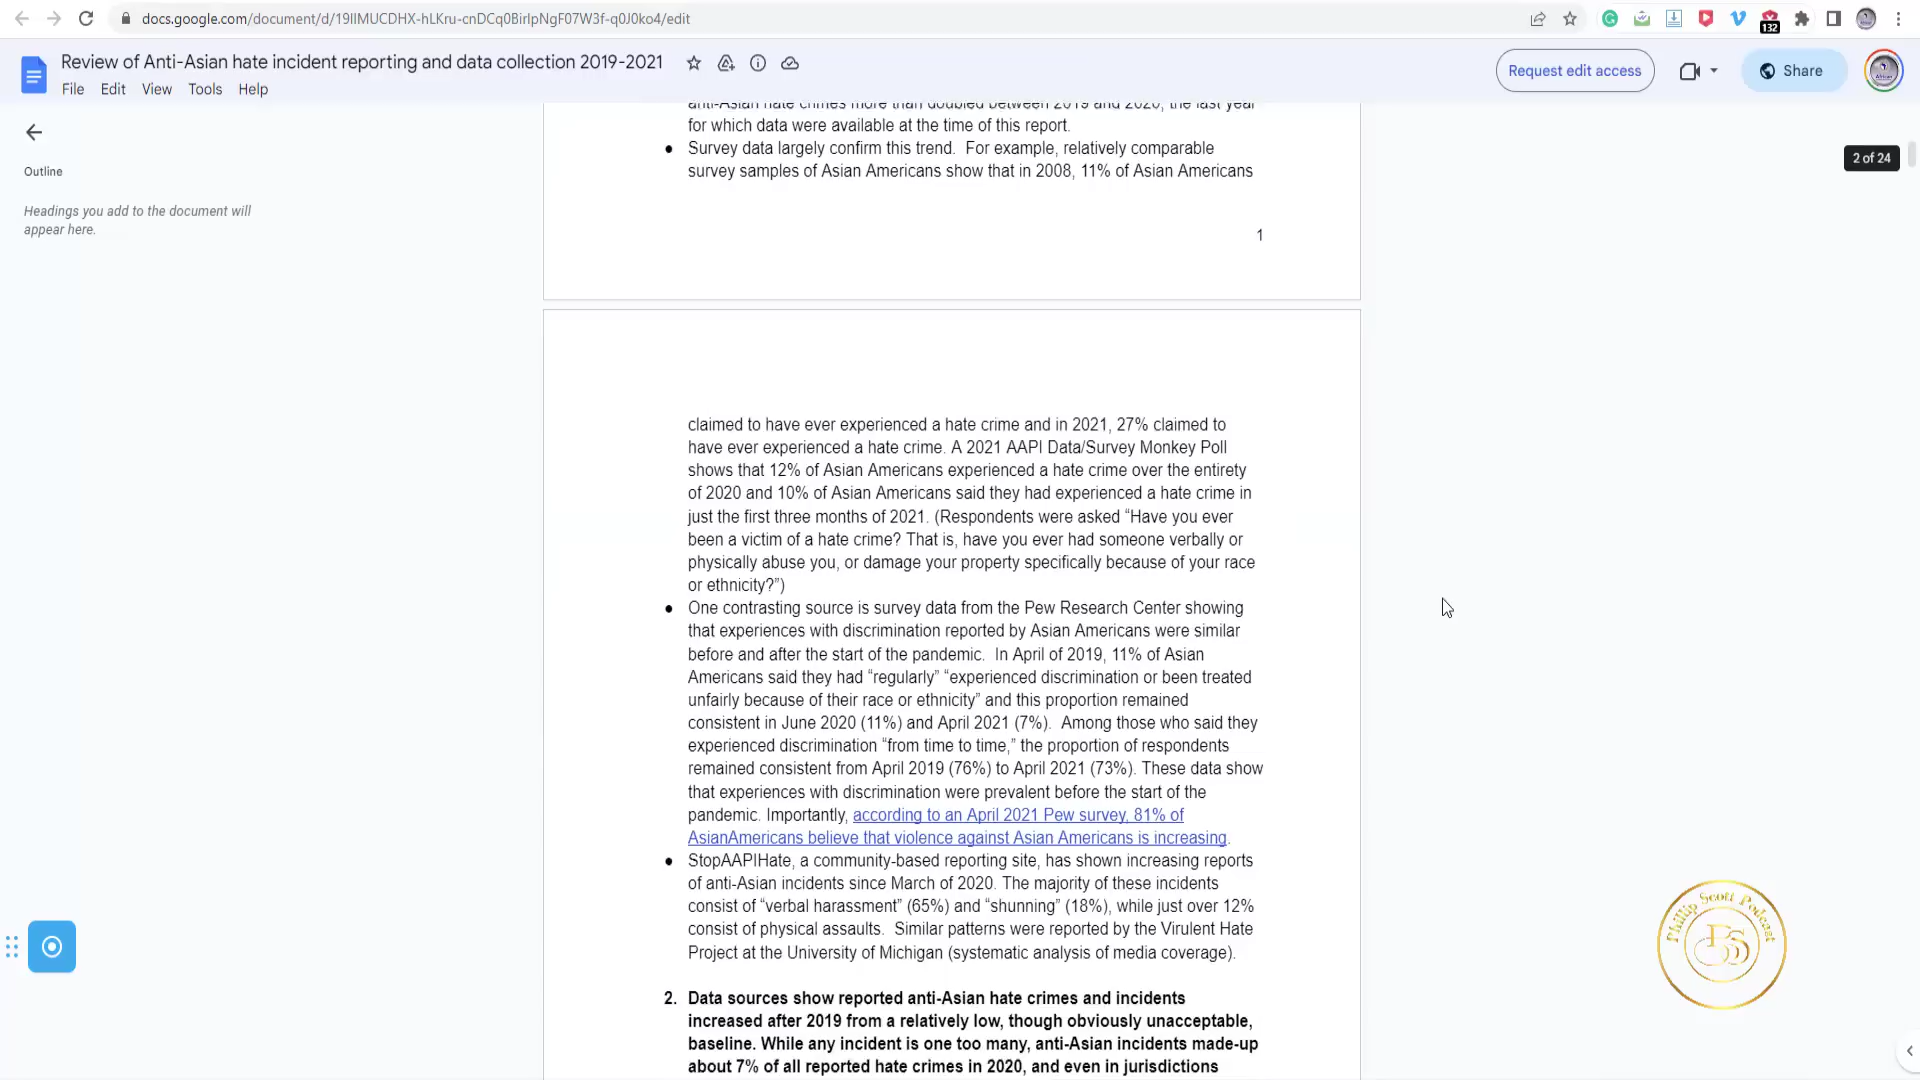 docs.google.com/document/d/19IIMUCDHX-hLKru-cnDCq0BirIpNgF07W3f-q0J0ko4/edit
132
Review of Anti-Asian hate incident reporting and data collection 2019-2021
File Edit View Tools Help
Request edit access
Share
Outline
Headings you add to the document will
appear here.
2 of 24
anti-Asian hate crimes more than doubled between 2019 and 2020, the last year
for which data were available at the time of this report.
● Survey data largely confirm this trend.  For example, relatively comparable
survey samples of Asian Americans show that in 2008, 11% of Asian Americans
1
claimed to have ever experienced a hate crime and in 2021, 27% claimed to
have ever experienced a hate crime. A 2021 AAPI Data/Survey Monkey Poll
shows that 12% of Asian Americans experienced a hate crime over the entirety
of 2020 and 10% of Asian Americans said they had experienced a hate crime in
just the first three months of 2021. (Respondents were asked “Have you ever
been a victim of a hate crime? That is, have you ever had someone verbally or
physically abuse you, or damage your property specifically because of your race
or ethnicity?”)
● One contrasting source is survey data from the Pew Research Center showing
that experiences with discrimination reported by Asian Americans were similar
before and after the start of the pandemic.  In April of 2019, 11% of Asian
Americans said they had “regularly” “experienced discrimination or been treated
unfairly because of their race or ethnicity” and this proportion remained
consistent in June 2020 (11%) and April 2021 (7%).  Among those who said they
experienced discrimination “from time to time,” the proportion of respondents
remained consistent from April 2019 (76%) to April 2021 (73%). These data show
that experiences with discrimination were prevalent before the start of the
pandemic. Importantly, according to an April 2021 Pew survey, 81% of
AsianAmericans believe that violence against Asian Americans is increasing.
● StopAAPIHate, a community-based reporting site, has shown increasing reports
of anti-Asian incidents since March of 2020. The majority of these incidents
consist of “verbal harassment” (65%) and “shunning” (18%), while just over 12%
consist of physical assaults.  Similar patterns were reported by the Virulent Hate
Project at the University of Michigan (systematic analysis of media coverage).
2. Data sources show reported anti-Asian hate crimes and incidents
increased after 2019 from a relatively low, though obviously unacceptable,
baseline. While any incident is one too many, anti-Asian incidents made-up
about 7% of all reported hate crimes in 2020, and even in jurisdictions
Phillip Scott Podcast